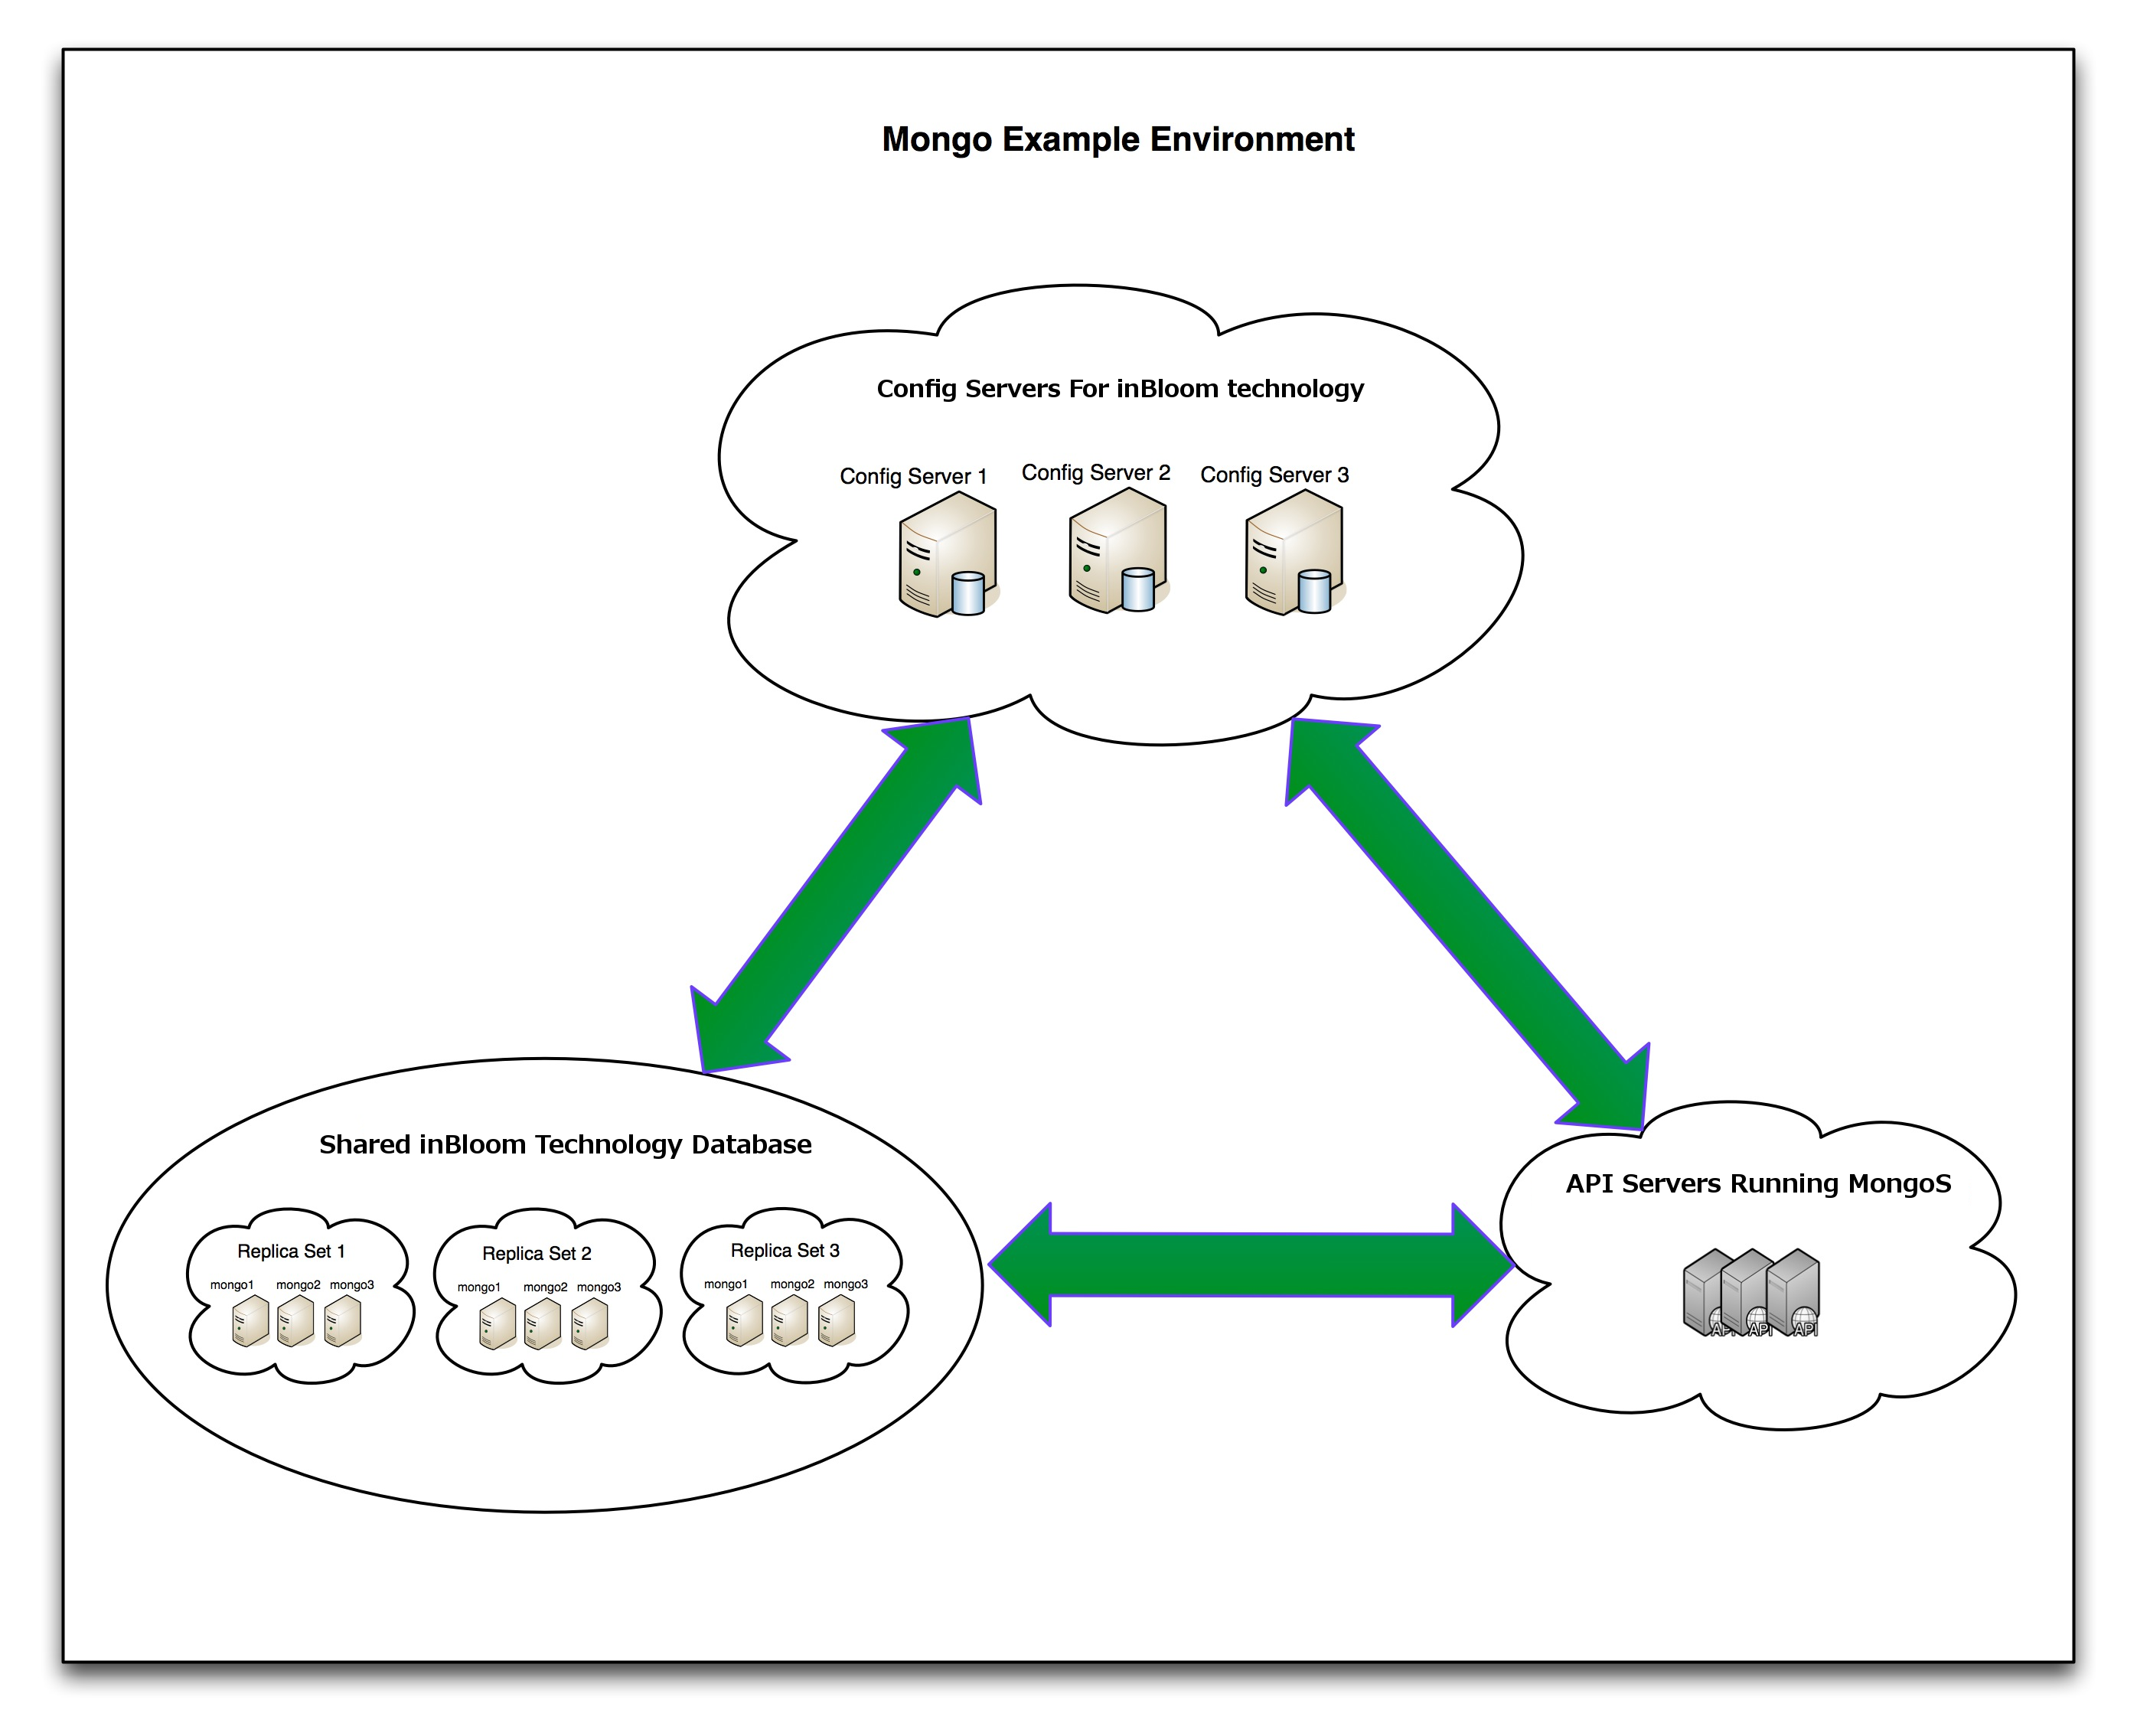 Mongo Example Environment
Config Servers For inBloom technology
Config Server 1 Config Server 2 Config Server 3
Shared inBloom Technology Database
Replica Set 1 Replica Set 2 Replica Set 3
mongo1 mongo2 mongo3 mongo1 mongo2 mongo3 mongo1 mongo2 mongo3
API Servers Running MongoS
API API API